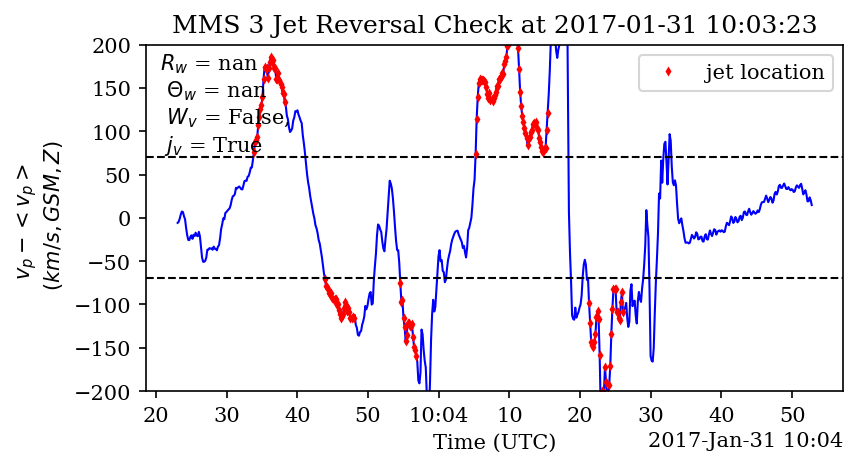 MMS 3 Jet Reversal Check at 2017-01-31 10:03:23
200
150
100
50
0
−50
−100
−150
−200
v_p − < v_p >
(km/s, GSM, Z)
R_w = nan
Θ_w = nan
W_v = False,
j_v = True
jet location
20 30 40 50 10:04 10 20 30 40 50
Time (UTC)
2017-Jan-31 10:04